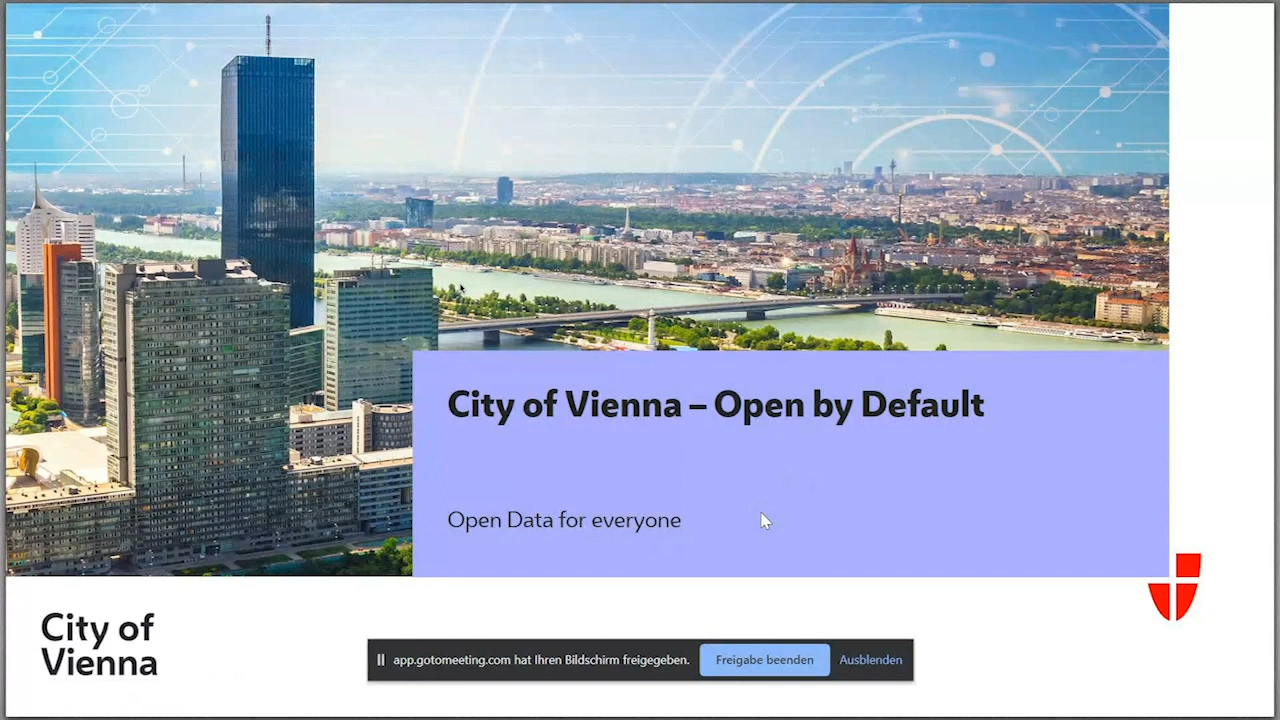 City of Vienna – Open by Default
Open Data for everyone
City of
Vienna
app.gotomeeting.com hat Ihren Bildschirm freigegeben.
Freigabe beenden
Ausblenden